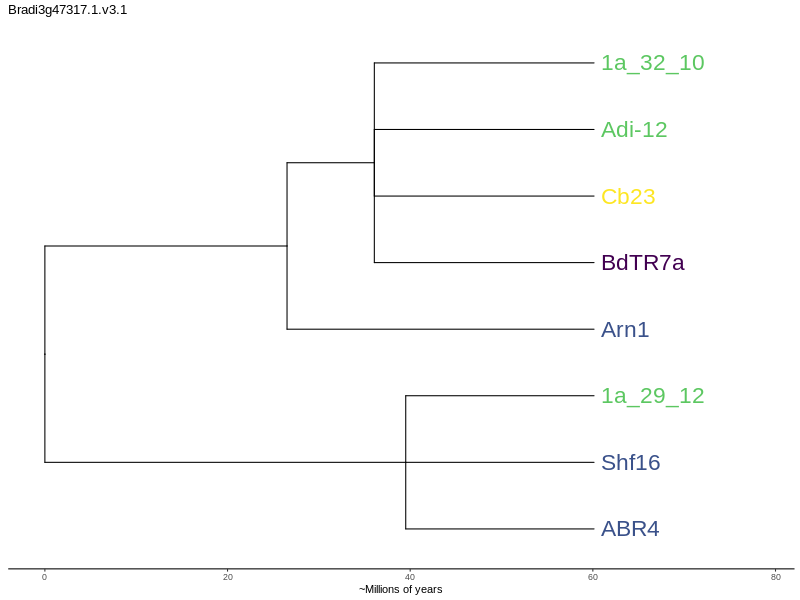 Bradi3g47317.1.v3.1
1a_32_10
Adi-12
Cb23
BdTR7a
Arn1
1a_29_12
Shf16
ABR4
0 20 40 60 80
~Millions of years